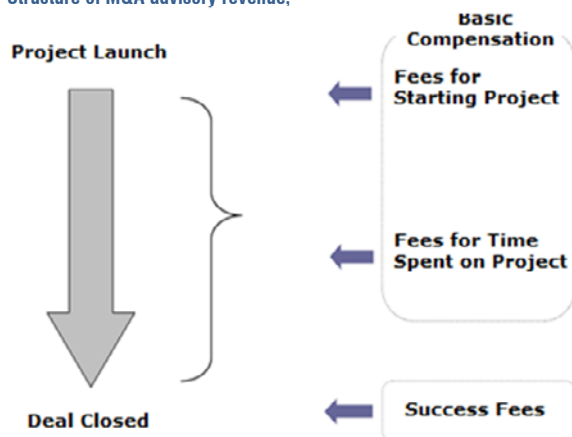 Structure of M&A advisory revenue,
Basic
Compensation
Project Launch
Fees for
Starting Project
Fees for Time
Spent on Project
Deal Closed
Success Fees